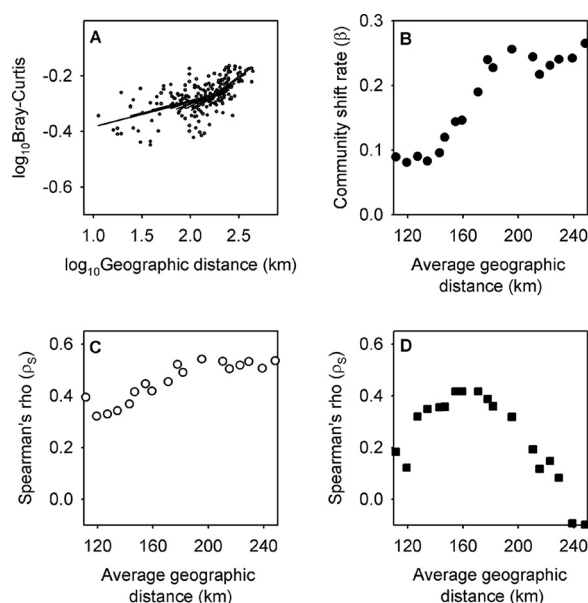 A
log10Bray-Curtis
-0.2
-0.4
-0.6
1.0 1.5 2.0 2.5
log10Geographic distance (km)
B
Community shift rate (β)
0.3
0.2
0.1
0.0
120 160 200 240
Average geographic
distance (km)
C
Spearman's rho (ρS)
0.6
0.4
0.2
0.0
120 160 200 240
Average geographic
distance (km)
D
Spearman's rho (ρS)
0.6
0.4
0.2
0.0
120 160 200 240
Average geographic
distance (km)